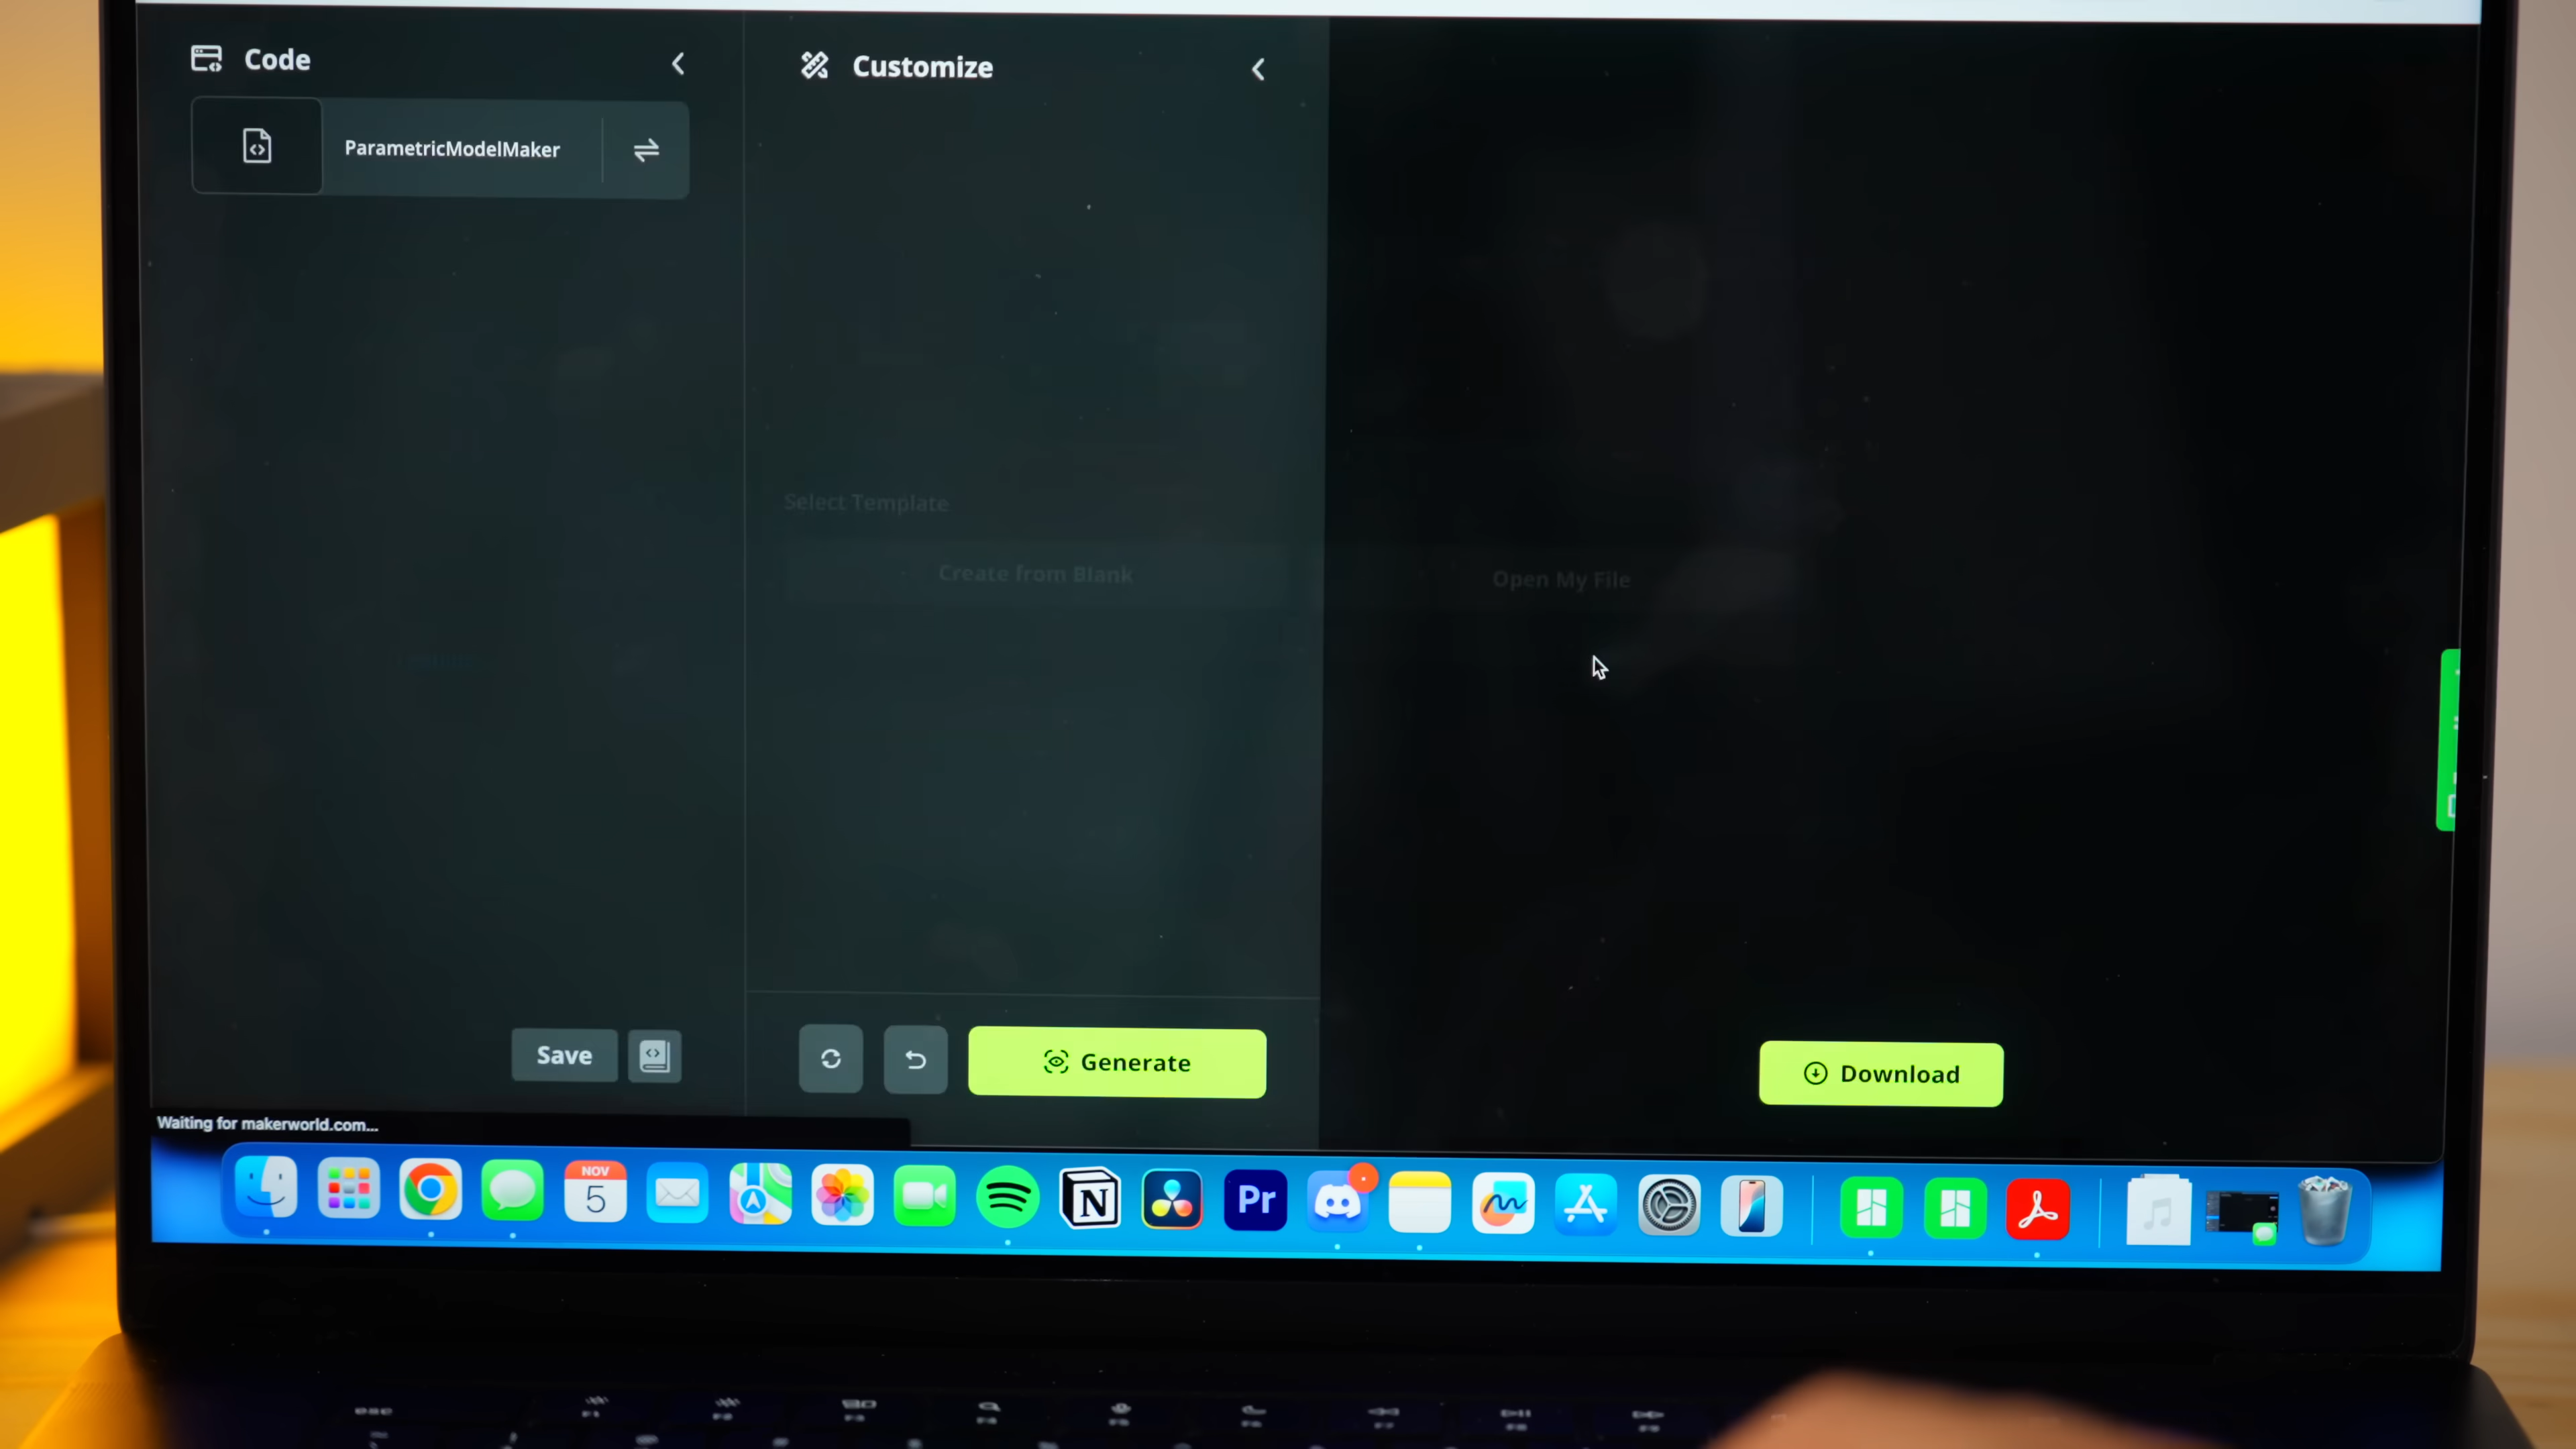 Code
Customize
ParametricModelMaker
Select Template
Create from Blank
Open My File
Save
Generate
Download
Waiting for makerworld.com...
NOV
5
N
Pr
esc